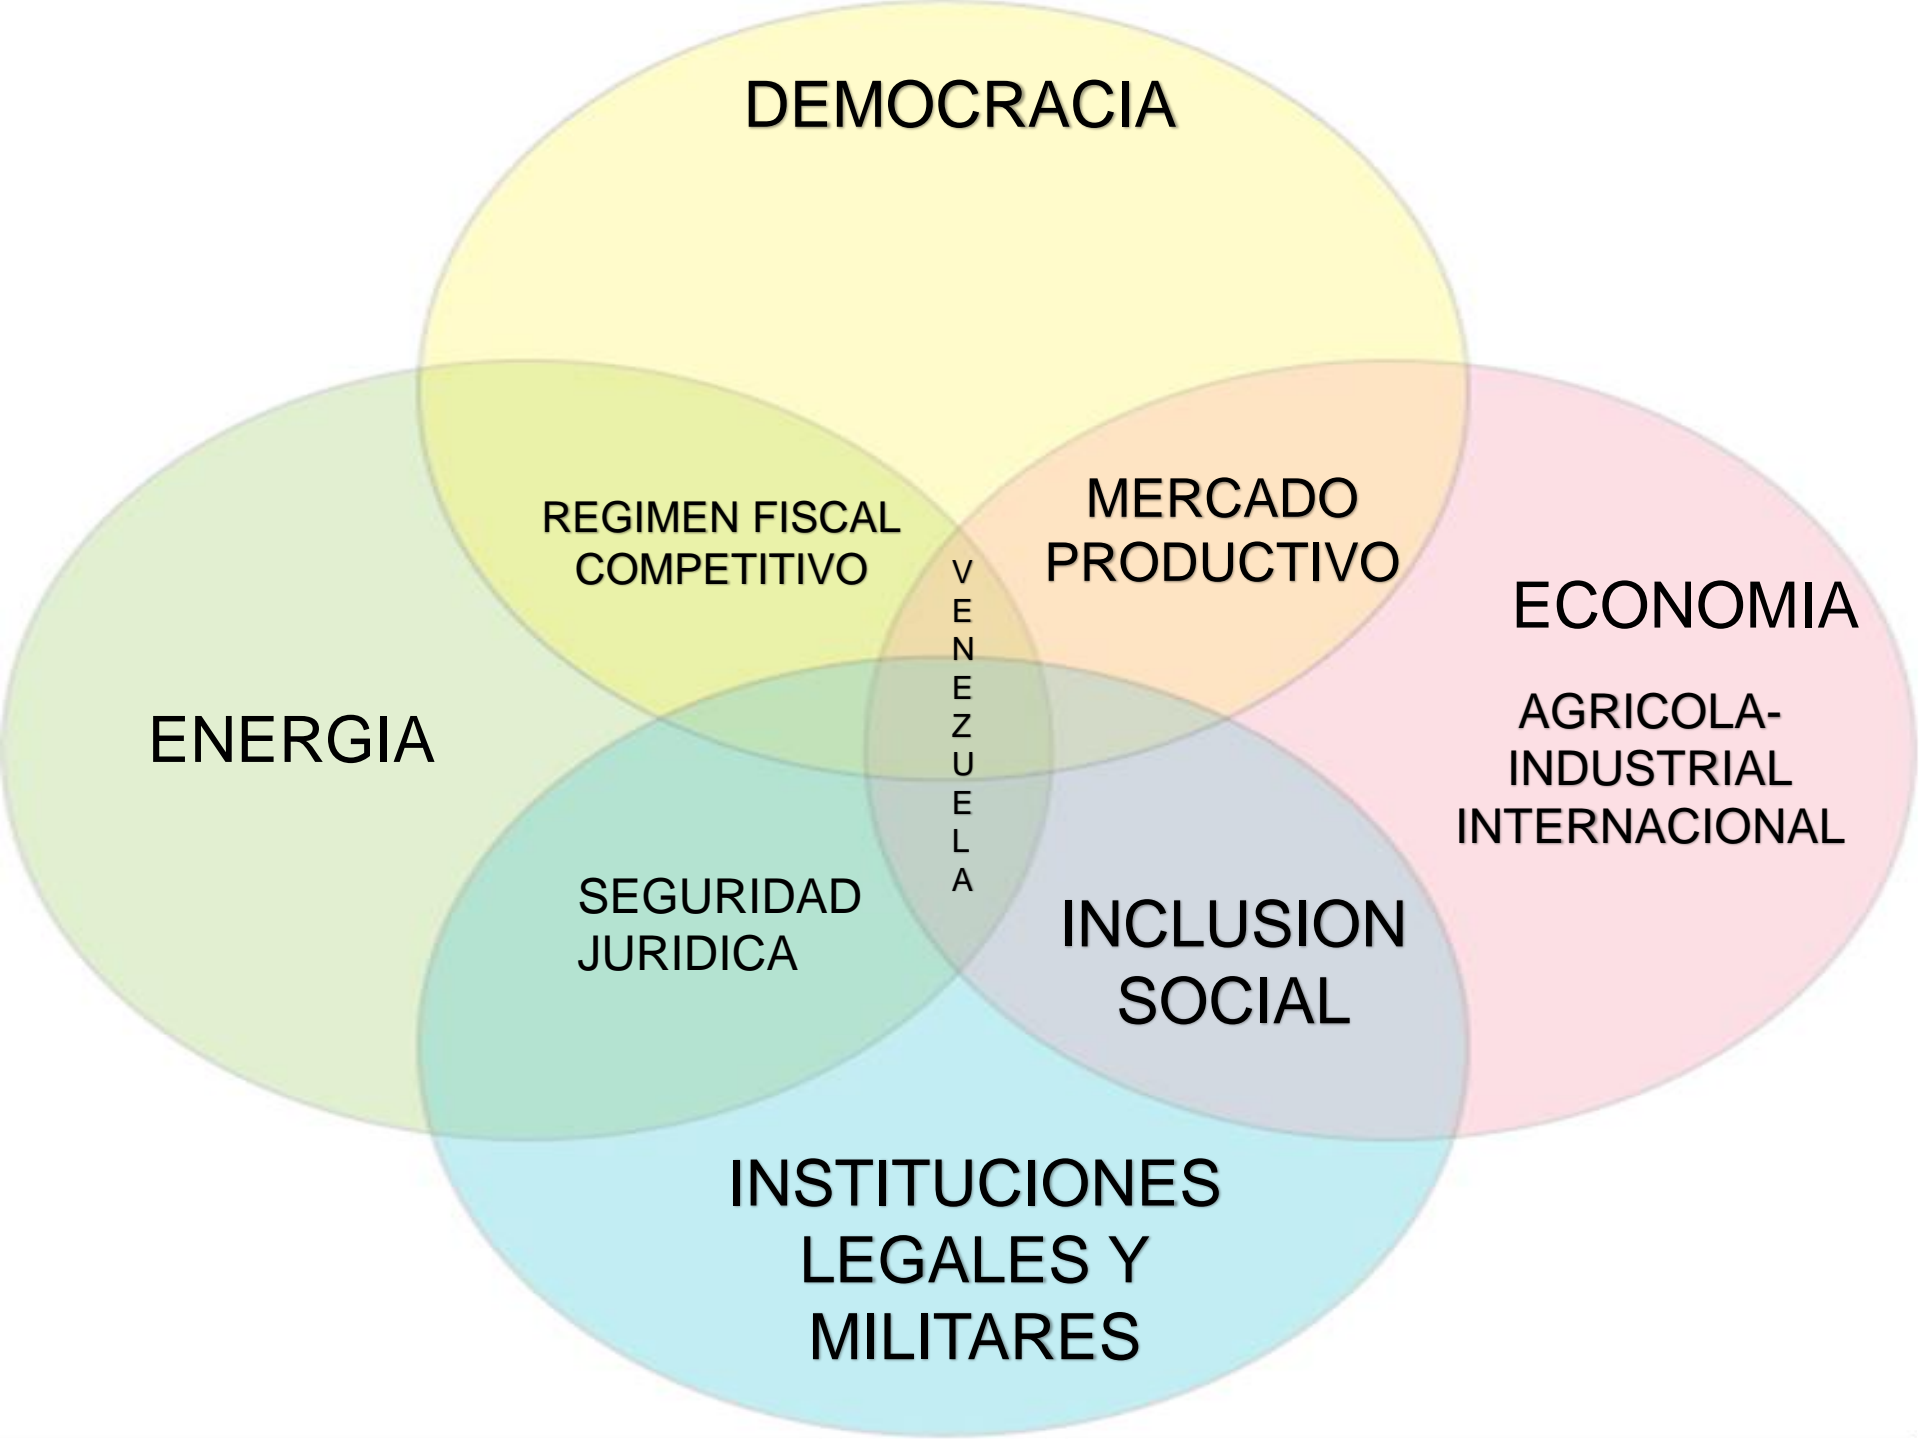 DEMOCRACIA
REGIMEN FISCAL
COMPETITIVO
MERCADO
PRODUCTIVO
V
E
N
E
Z
U
E
L
A
ECONOMIA
AGRICOLA-
INDUSTRIAL
INTERNACIONAL
ENERGIA
SEGURIDAD
JURIDICA
INCLUSION
SOCIAL
INSTITUCIONES
LEGALES Y
MILITARES